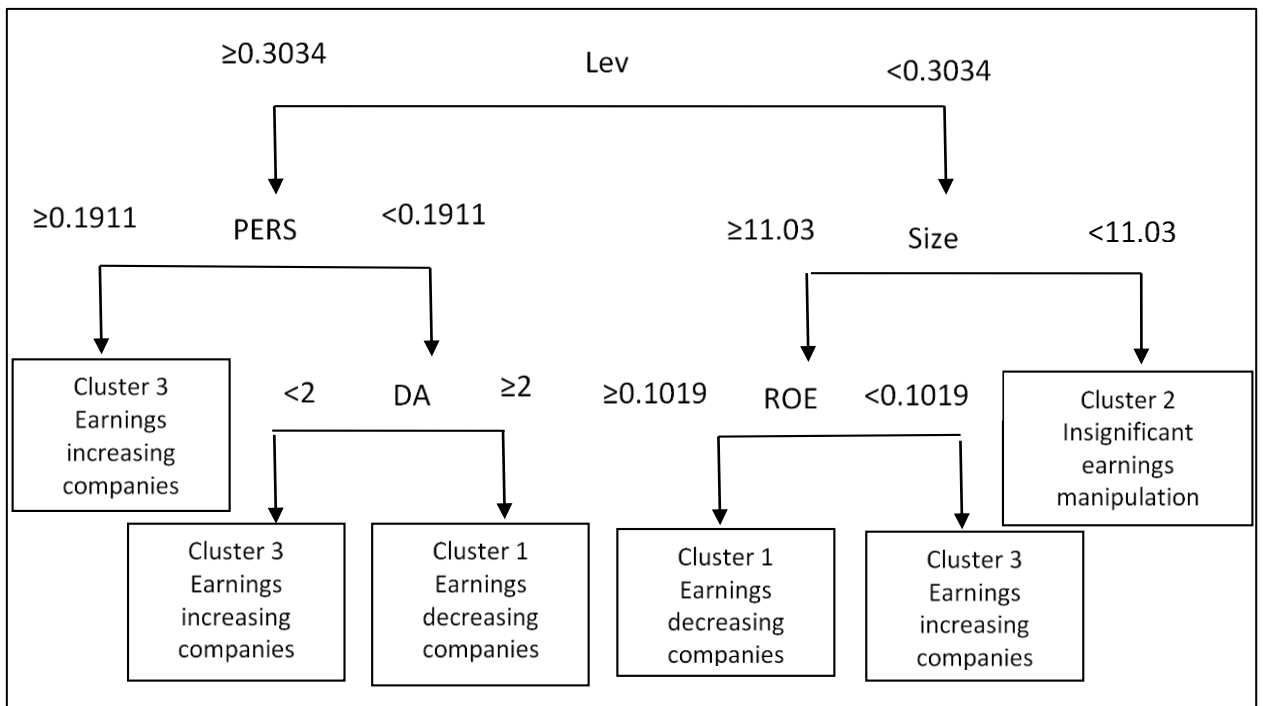 ≥0.3034
Lev
<0.3034
≥0.1911
PERS
<0.1911
≥11.03
Size
<11.03
Cluster 3
Earnings
increasing
companies
<2
DA
≥2
≥0.1019
ROE
<0.1019
Cluster 2
Insignificant
earnings
manipulation
Cluster 3
Earnings
increasing
companies
Cluster 1
Earnings
decreasing
companies
Cluster 1
Earnings
decreasing
companies
Cluster 3
Earnings
increasing
companies